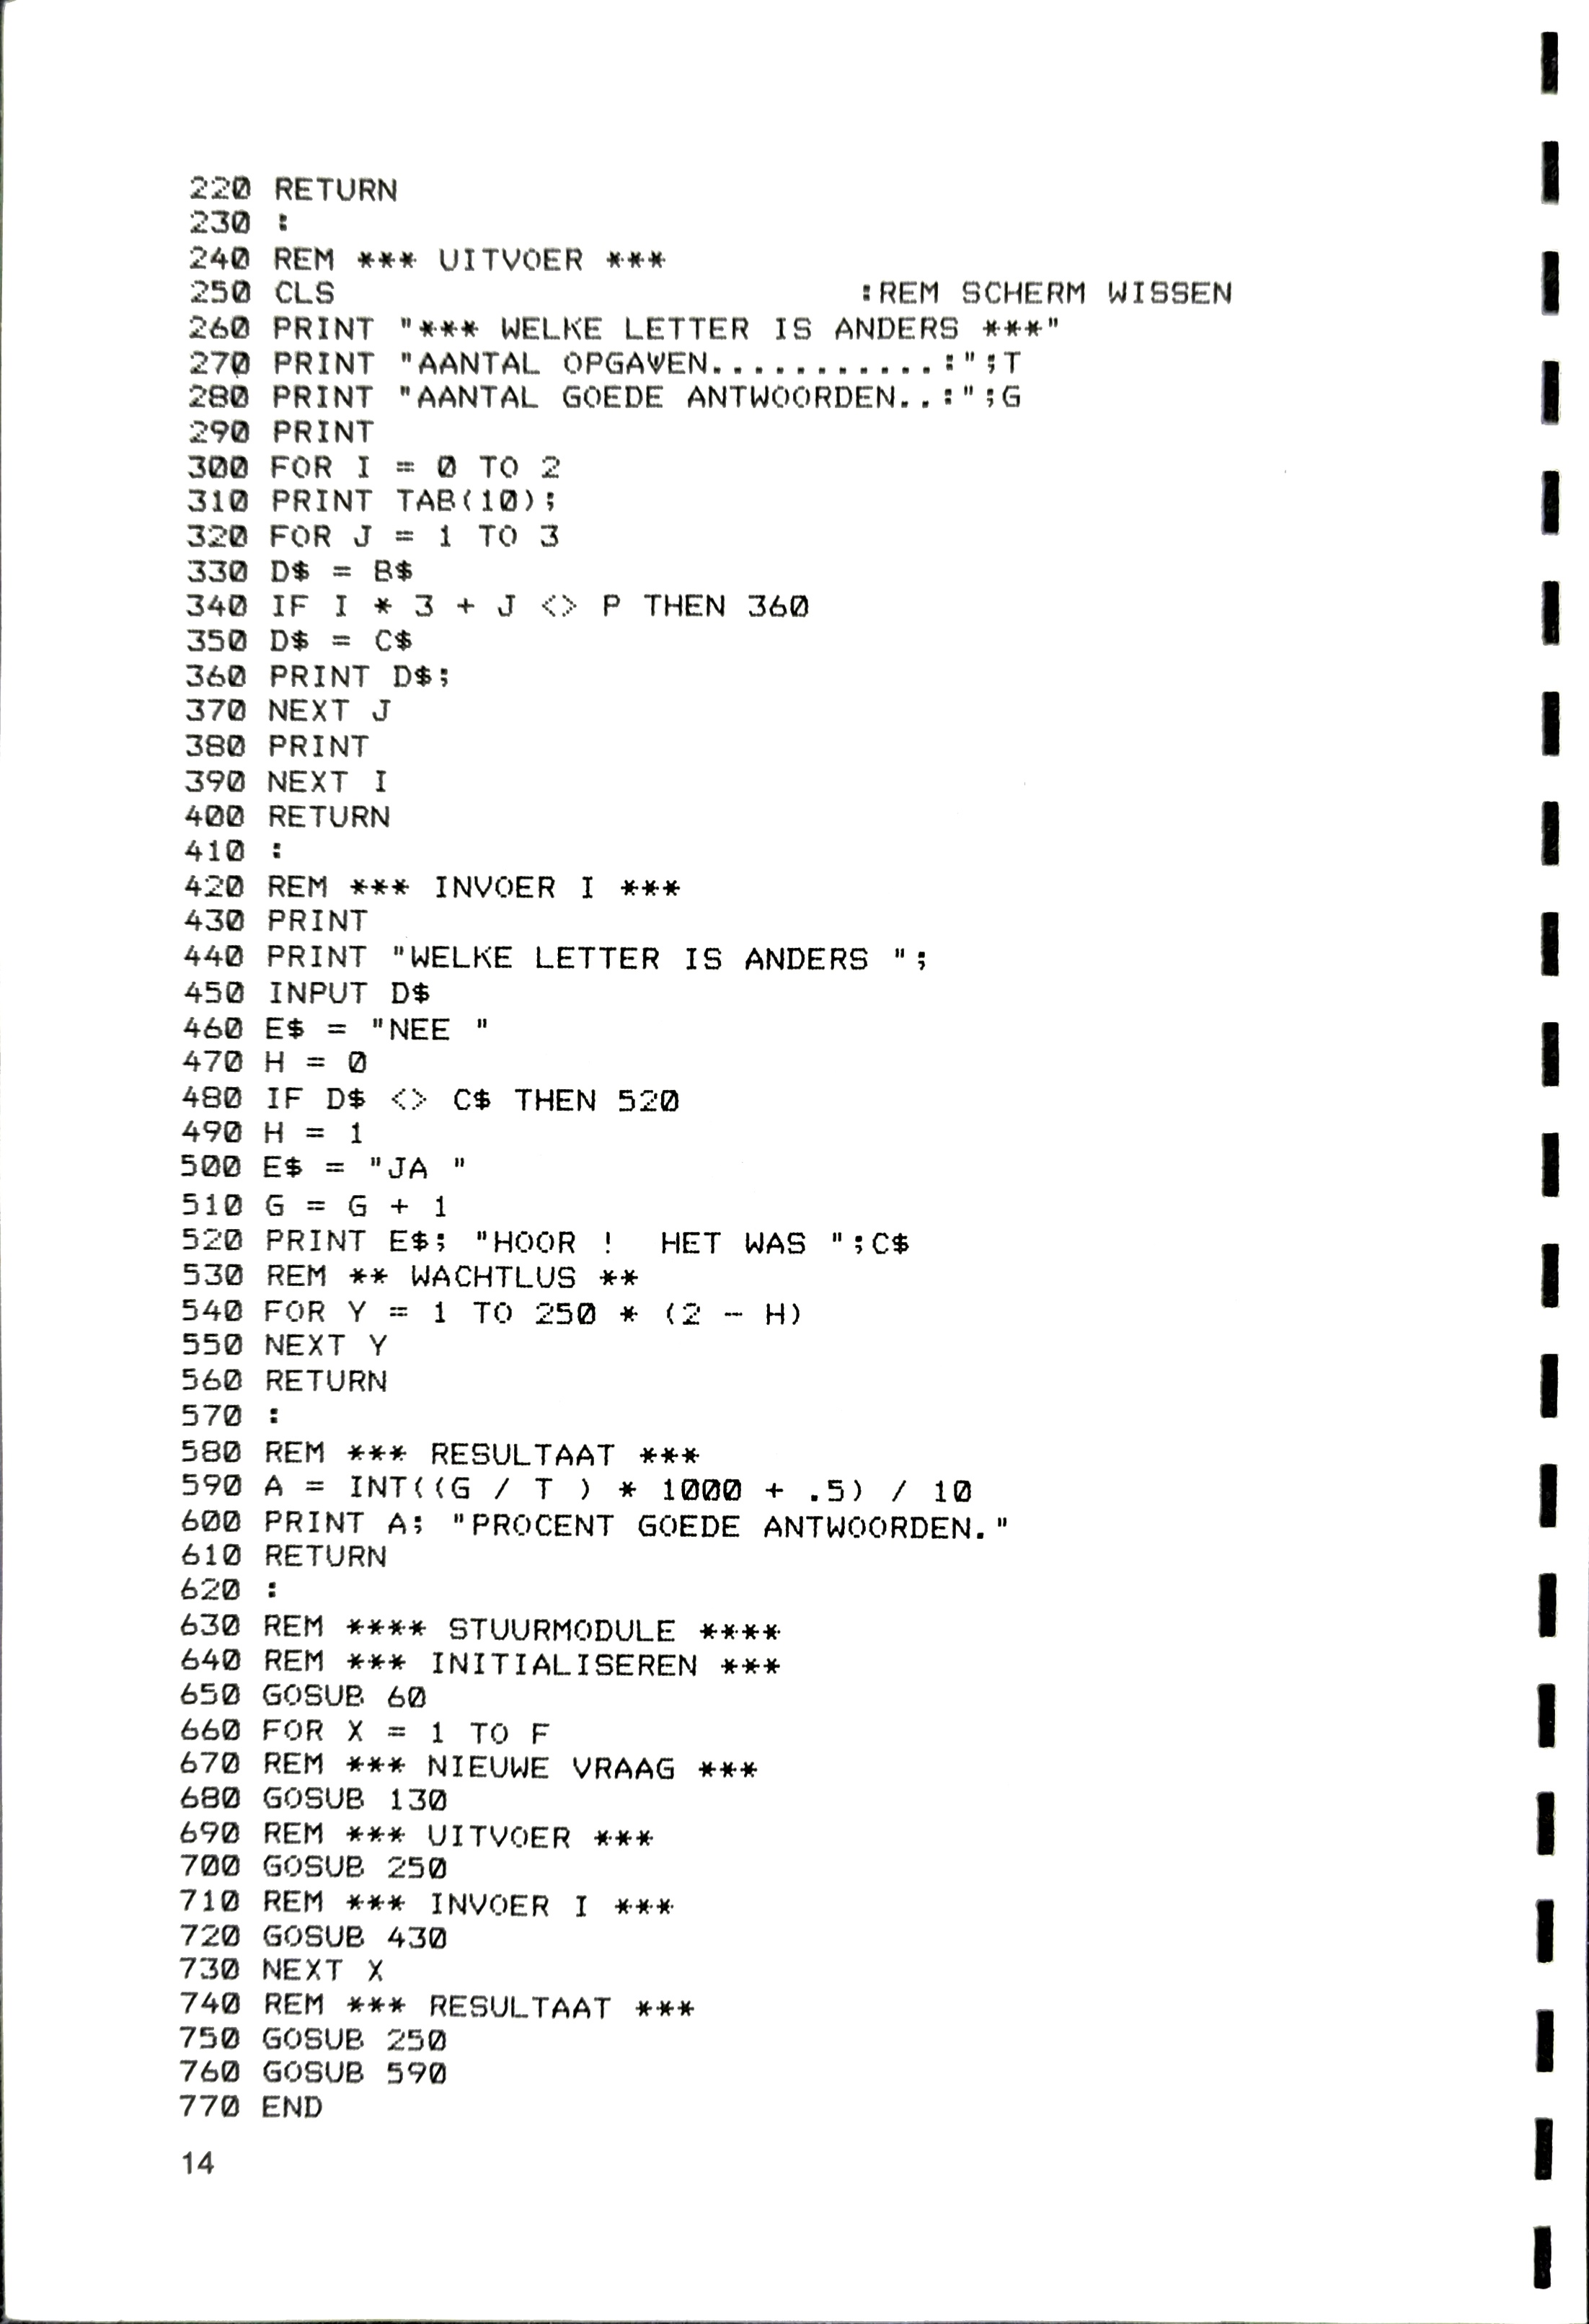 220 RETURN
230 :
240 REM *** UITVOER ***
250 CLS                          :REM SCHERM WISSEN
260 PRINT "*** WELKE LETTER IS ANDERS ***"
270 PRINT "AANTAL OPGAVEN...........:";T
280 PRINT "AANTAL GOEDE ANTWOORDEN..:";G
290 PRINT
300 FOR I = 0 TO 2
310 PRINT TAB(10);
320 FOR J = 1 TO 3
330 D$ = B$
340 IF I * 3 + J <> P THEN 360
350 D$ = C$
360 PRINT D$;
370 NEXT J
380 PRINT
390 NEXT I
400 RETURN
410 :
420 REM *** INVOER I ***
430 PRINT
440 PRINT "WELKE LETTER IS ANDERS ";
450 INPUT D$
460 E$ = "NEE "
470 H = 0
480 IF D$ <> C$ THEN 520
490 H = 1
500 E$ = "JA "
510 G = G + 1
520 PRINT E$; "HOOR !  HET WAS ";C$
530 REM ** WACHTLUS **
540 FOR Y = 1 TO 250 * (2 - H)
550 NEXT Y
560 RETURN
570 :
580 REM *** RESULTAAT ***
590 A = INT((G / T ) * 1000 + .5) / 10
600 PRINT A; "PROCENT GOEDE ANTWOORDEN."
610 RETURN
620 :
630 REM **** STUURMODULE ****
640 REM *** INITIALISEREN ***
650 GOSUB 60
660 FOR X = 1 TO F
670 REM *** NIEUWE VRAAG ***
680 GOSUB 130
690 REM *** UITVOER ***
700 GOSUB 250
710 REM *** INVOER I ***
720 GOSUB 430
730 NEXT X
740 REM *** RESULTAAT ***
750 GOSUB 250
760 GOSUB 590
770 END
14